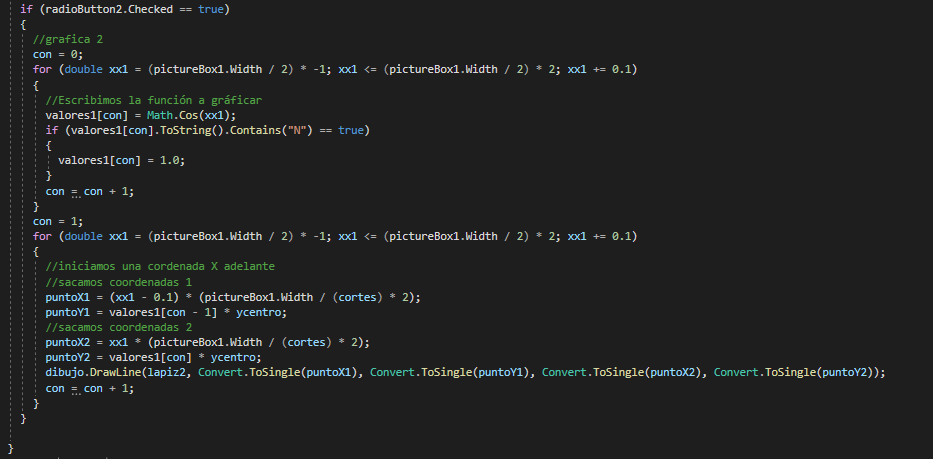 if (radioButton2.Checked == true)
{
//grafica 2
con = 0;
for (double xx1 = (pictureBox1.Width / 2) * -1; xx1 <= (pictureBox1.Width / 2) * 2; xx1 += 0.1)
{
//Escribimos la función a gráficar
valores1[con] = Math.Cos(xx1);
if (valores1[con].ToString().Contains("N") == true)
{
valores1[con] = 1.0;
}
con = con + 1;
}
con = 1;
for (double xx1 = (pictureBox1.Width / 2) * -1; xx1 <= (pictureBox1.Width / 2) * 2; xx1 += 0.1)
{
//iniciamos una cordenada X adelante
//sacamos coordenadas 1
puntoX1 = (xx1 - 0.1) * (pictureBox1.Width / (cortes) * 2);
puntoY1 = valores1[con - 1] * ycentro;
//sacamos coordenadas 2
puntoX2 = xx1 * (pictureBox1.Width / (cortes) * 2);
puntoY2 = valores1[con] * ycentro;
dibujo.DrawLine(lapiz2, Convert.ToSingle(puntoX1), Convert.ToSingle(puntoY1), Convert.ToSingle(puntoX2), Convert.ToSingle(puntoY2));
con = con + 1;
}
}
}